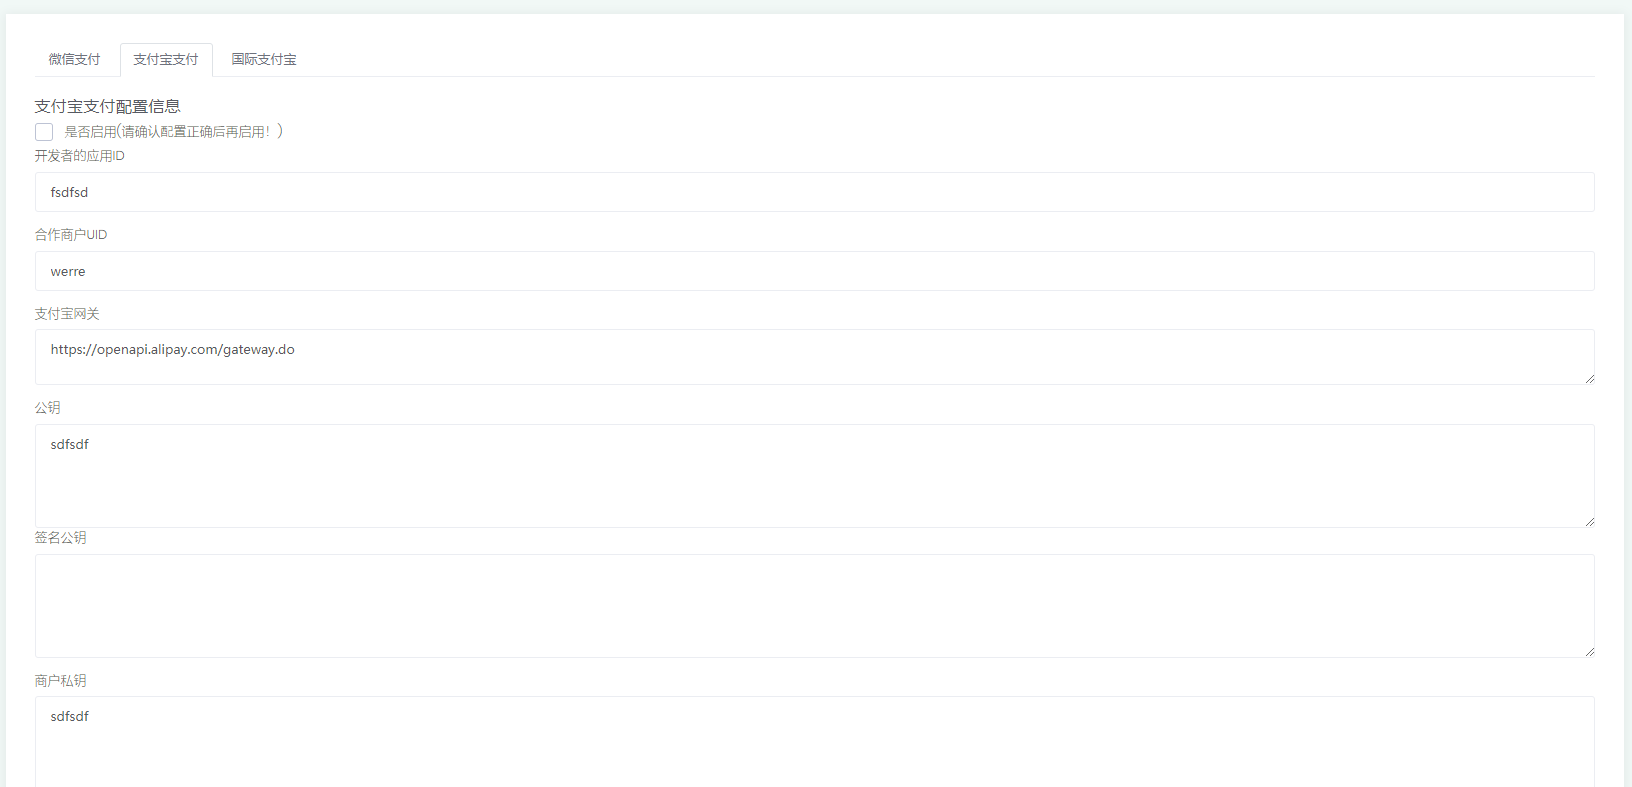 微信支付 支付宝支付 国际支付宝
支付宝支付配置信息
是否启用(请确认配置正确后再启用！)
开发者的应用ID
fsdfsd
合作商户UID
werre
支付宝网关
https://openapi.alipay.com/gateway.do
公钥
sdfsdf
签名公钥
商户私钥
sdfsdf